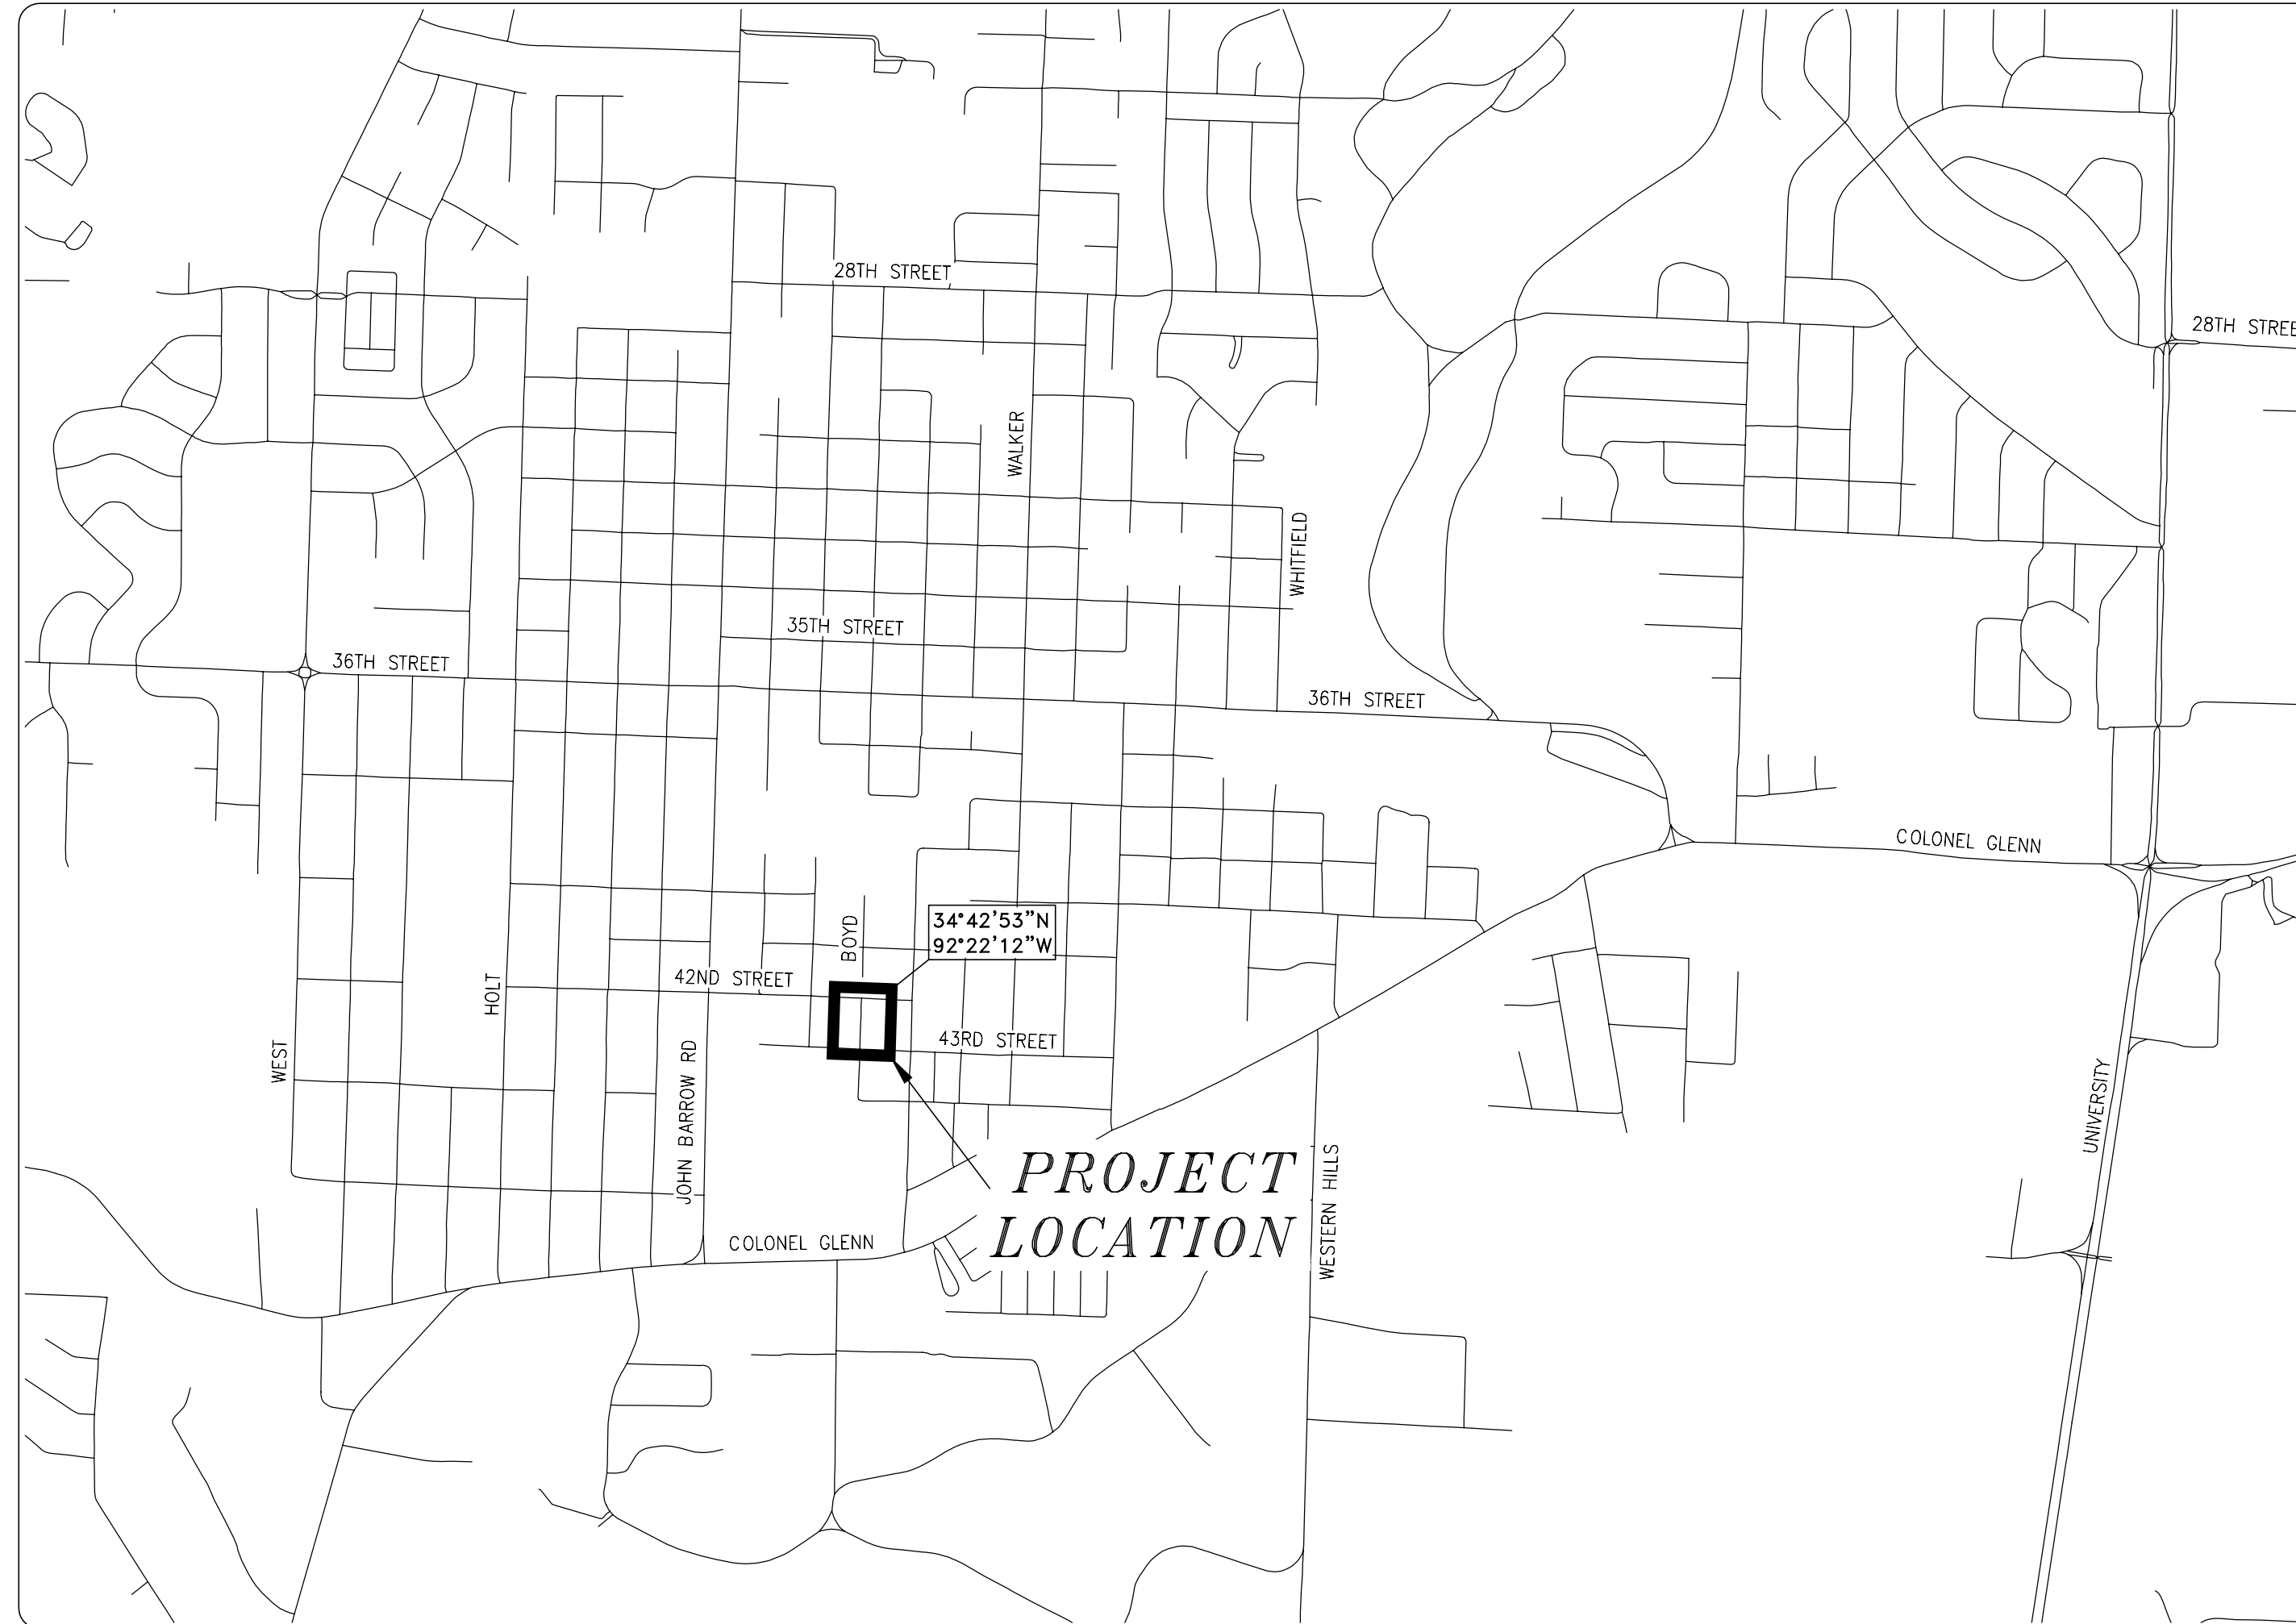 28TH STREET
28TH STREE
WALKER
WHITFIELD
35TH STREET
36TH STREET
36TH STREET
COLONEL GLENN
BOYD
34°42'53"N
92°22'12"W
42ND STREET
HOLT
43RD STREET
WEST
JOHN BARROW RD
UNIVERSITY
PROJECT
LOCATION
WESTERN HILLS
COLONEL GLENN